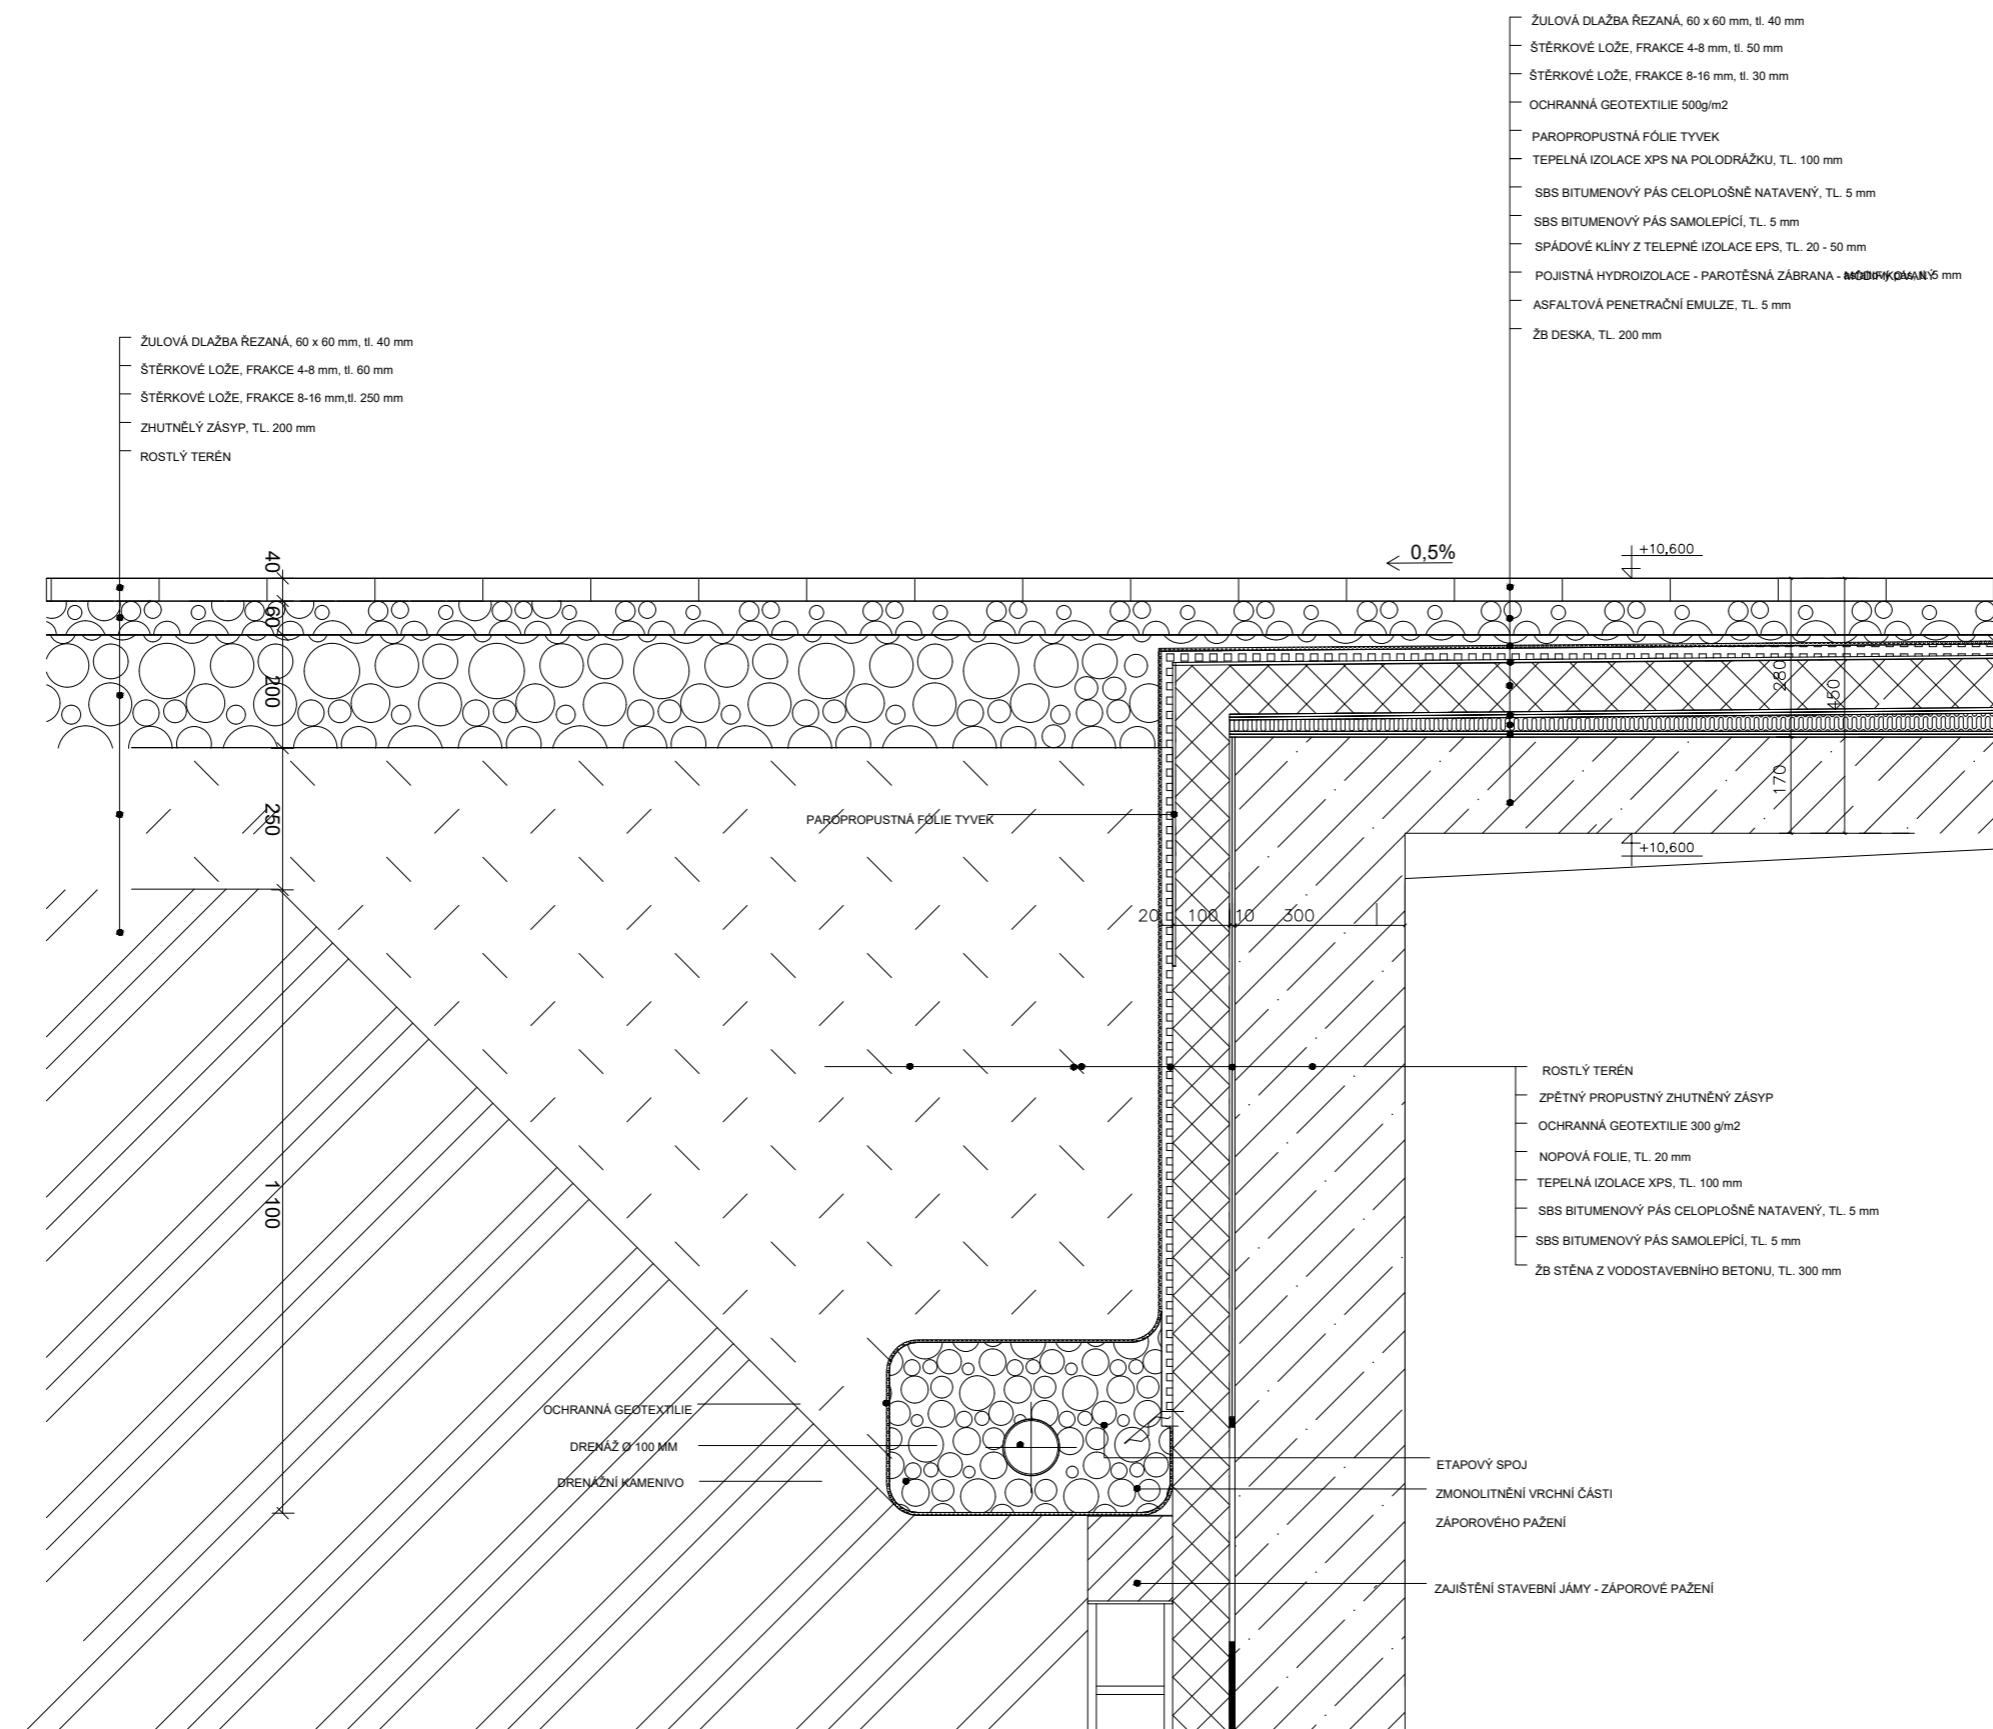 ŽULOVÁ DLAŽBA ŘEZANÁ, 60 x 60 mm, tl. 40 mm
ŠTĚRKOVÉ LOŽE, FRAKCE 4-8 mm, tl. 50 mm
ŠTĚRKOVÉ LOŽE, FRAKCE 8-16 mm, tl. 30 mm
OCHRANNÁ GEOTEXTILIE 500g/m2
PAROPROPUSTNÁ FÓLIE TYVEK
TEPELNÁ IZOLACE XPS NA POLODRÁŽKU, TL. 100 mm
SBS BITUMENOVÝ PÁS CELOPLOŠNĚ NATAVENÝ, TL. 5 mm
SBS BITUMENOVÝ PÁS SAMOLEPÍCÍ, TL. 5 mm
SPÁDOVÉ KLÍNY Z TELEPNÉ IZOLACE EPS, TL. 20 - 50 mm
POJISTNÁ HYDROIZOLACE - PAROTĚSNÁ ZÁBRANA - 5 mm
ASFALTOVÁ PENETRAČNÍ EMULZE, TL. 5 mm
ŽB DESKA, TL. 200 mm
ŽULOVÁ DLAŽBA ŘEZANÁ, 60 x 60 mm, tl. 40 mm
ŠTĚRKOVÉ LOŽE, FRAKCE 4-8 mm, tl. 60 mm
ŠTĚRKOVÉ LOŽE, FRAKCE 8-16 mm,tl. 250 mm
ZHUTNĚLÝ ZÁSYP, TL. 200 mm
ROSTLÝ TERÉN
40
60
200
250
1 100
0,5%
+10,600
280
450
170
+10,600
PAROPROPUSTNÁ FÓLIE TYVEK
20 100 10 300
ROSTLÝ TERÉN
ZPĚTNÝ PROPUSTNÝ ZHUTNĚNÝ ZÁSYP
OCHRANNÁ GEOTEXTILIE 300 g/m2
NOPOVÁ FOLIE, TL. 20 mm
TEPELNÁ IZOLACE XPS, TL. 100 mm
SBS BITUMENOVÝ PÁS CELOPLOŠNĚ NATAVENÝ, TL. 5 mm
SBS BITUMENOVÝ PÁS SAMOLEPÍCÍ, TL. 5 mm
ŽB STĚNA Z VODOSTAVEBNÍHO BETONU, TL. 300 mm
OCHRANNÁ GEOTEXTILIE
DRENÁŽ Ø 100 MM
DRENÁŽNÍ KAMENIVO
ETAPOVÝ SPOJ
ZMONOLITNĚNÍ VRCHNÍ ČÁSTI
ZÁPOROVÉHO PAŽENÍ
ZAJIŠTĚNÍ STAVEBNÍ JÁMY - ZÁPOROVÉ PAŽENÍ